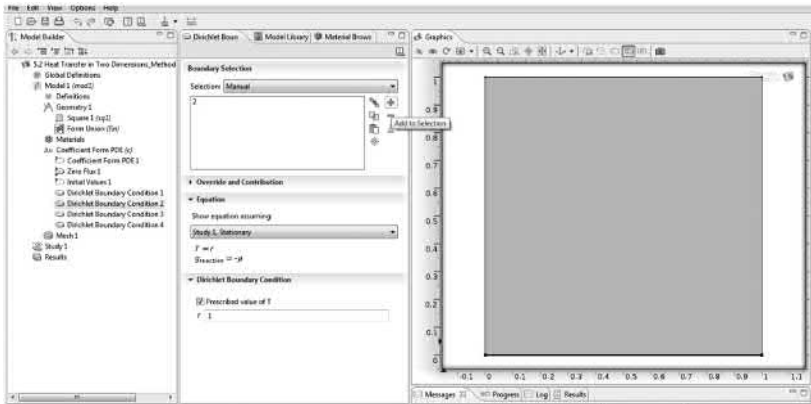 File Edit View Options Help
Model Builder
5.2 Heat Transfer in Two Dimensions_Method
Global Definitions
Model 1 (mod1)
Definitions
Geometry 1
Square 1 (sq1)
Form Union (fin)
Materials
Coefficient Form PDE (c)
Coefficient Form PDE 1
Zero Flux 1
Initial Values 1
Dirichlet Boundary Condition 1
Dirichlet Boundary Condition 2
Dirichlet Boundary Condition 3
Dirichlet Boundary Condition 4
Mesh 1
Study 1
Results
Dirichlet Boun
Model Library
Material Brows
Boundary Selection
Selection: Manual
2
Add to Selection
Override and Contribution
Equation
Show equation assuming:
Study 1, Stationary
T = r
g reaction = -μ
Dirichlet Boundary Condition
Prescribed value of T
r 1
Graphics
1
0.9
0.7
0.6
0.5
0.4
0.3
0.2
0.1
0
-0.1 0 0.1 0.2 0.3 0.4 0.5 0.6 0.7 0.8 0.9 1 1.1
Messages Progress Log Results